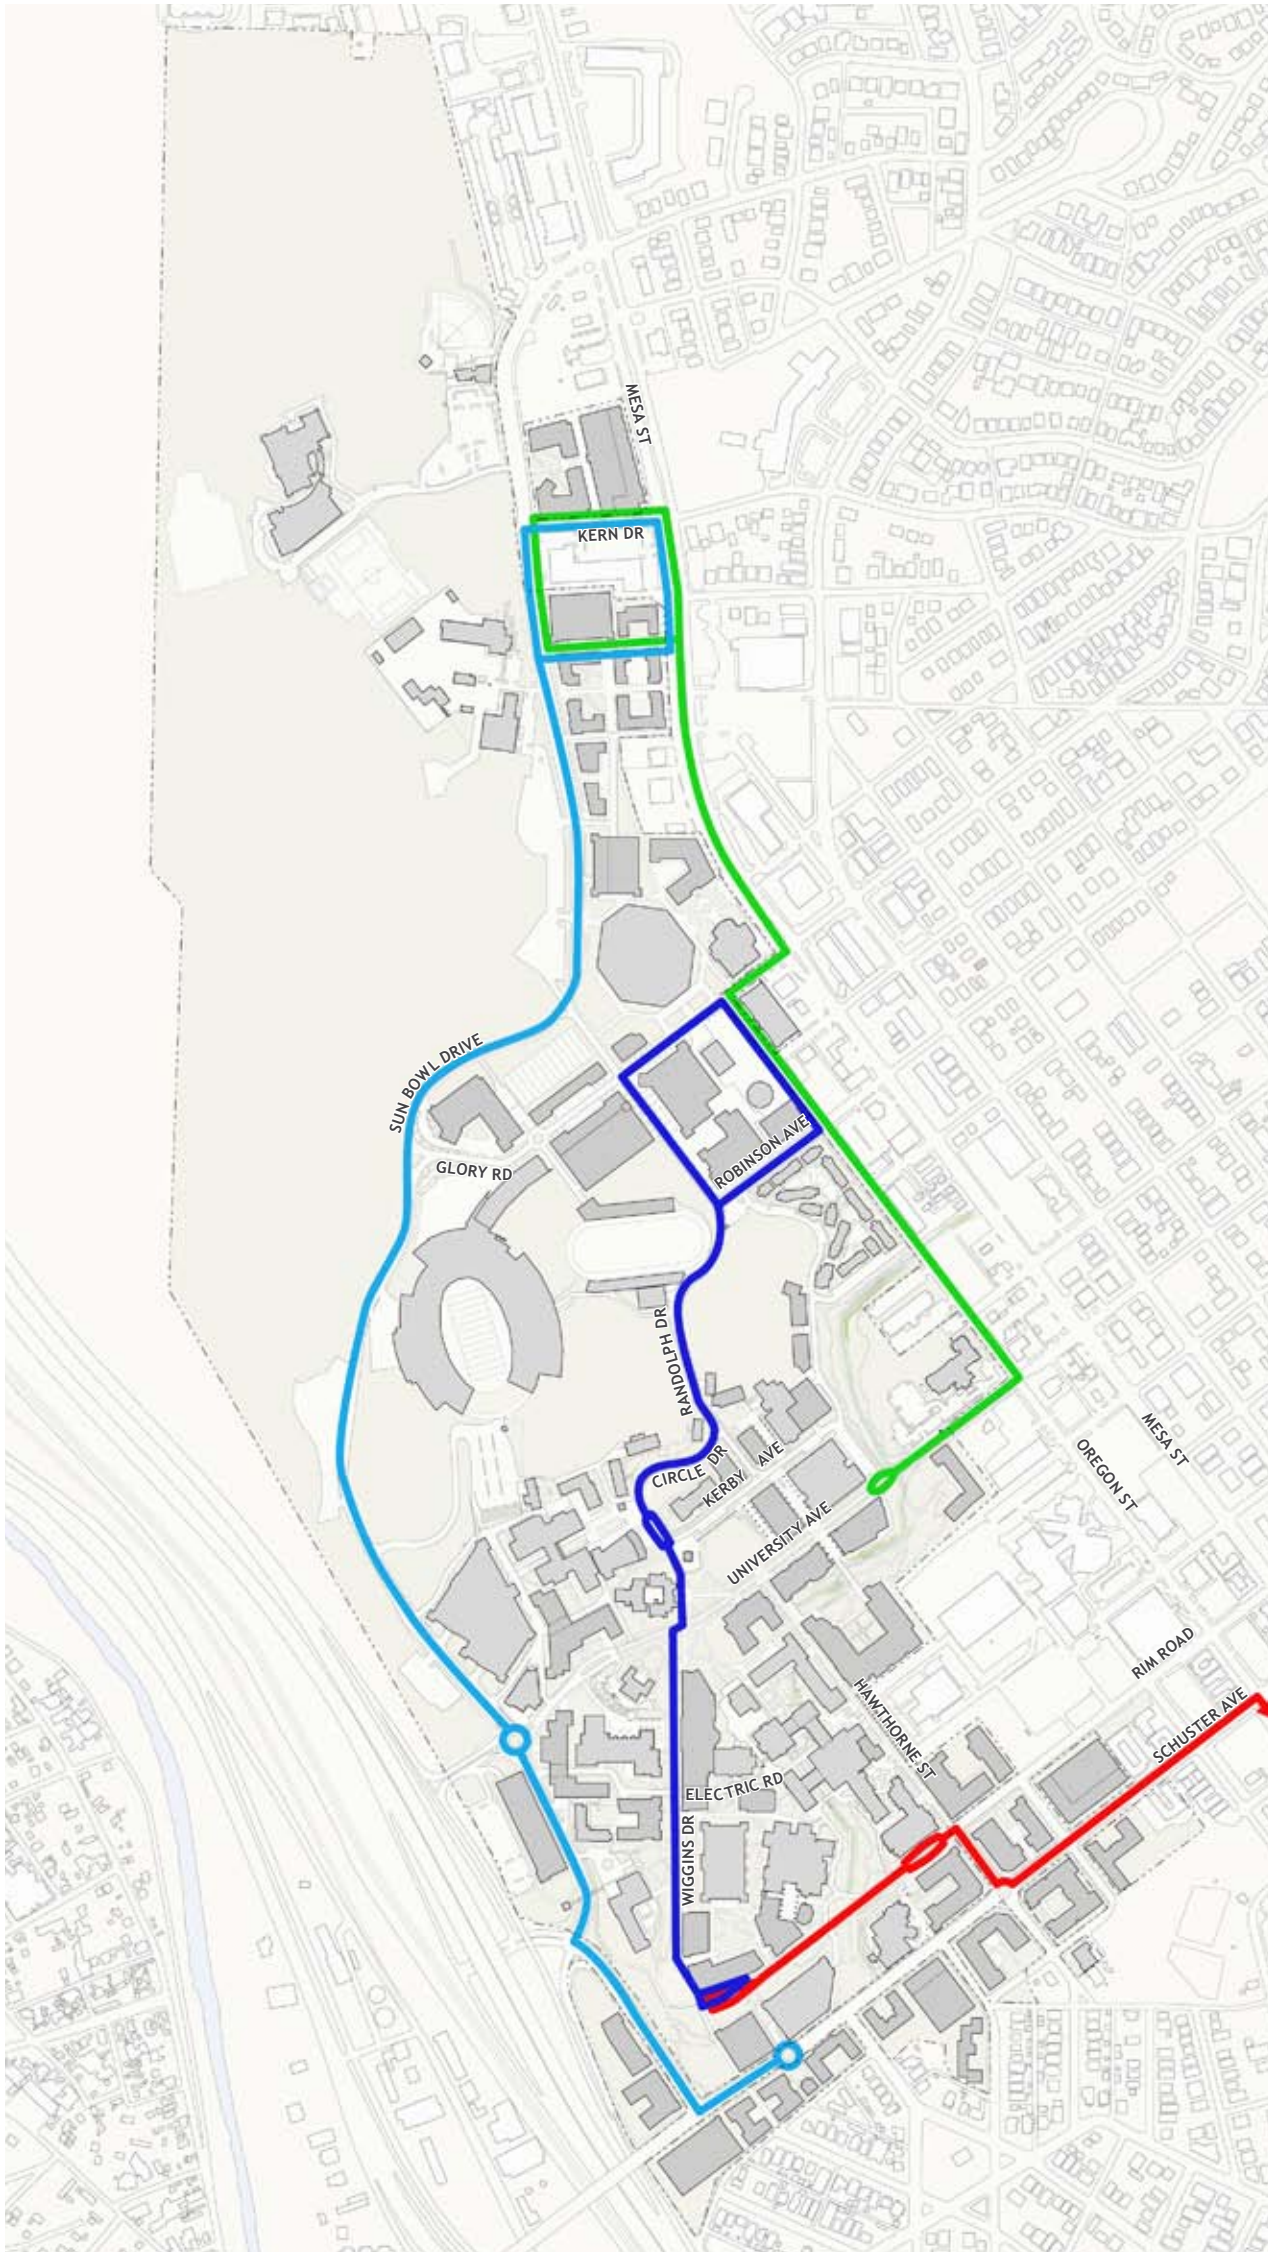 MESA ST
KERN DR
SUN BOWL DRIVE
GLORY RD
ROBINSON AVE
RANDOLPH DR
CIRCLE DR
KERBY AVE
UNIVERSITY AVE
MESA ST
OREGON ST
RIM ROAD
HAWTHORNE ST
SCHUSTER AVE
ELECTRIC RD
WIGGINS DR